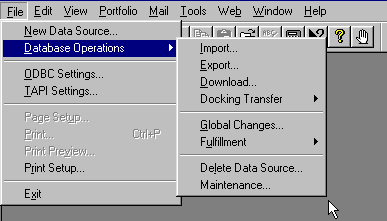 File Edit View Portfolio Mail Tools Web Window Help
New Data Source...
Database Operations
ODBC Settings...
TAPI Settings...
Page Setup...
Print... Ctrl+P
Print Preview...
Print Setup...
Exit
Import...
Export...
Download...
Docking Transfer
Global Changes...
Fulfillment
Delete Data Source...
Maintenance...